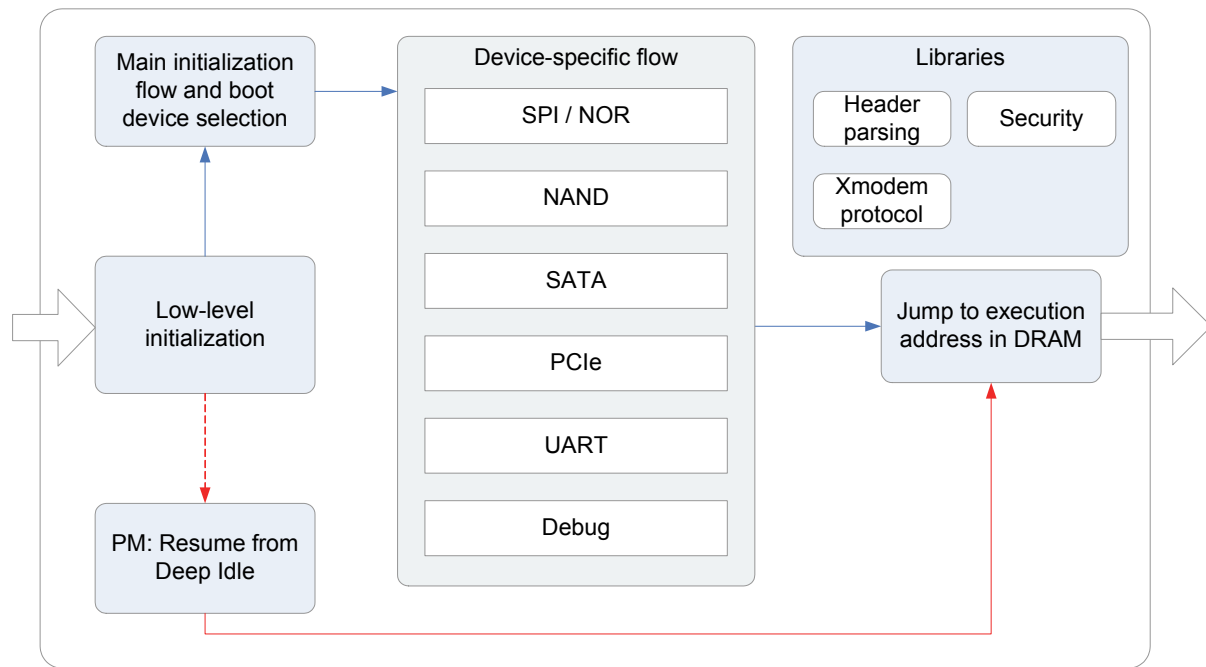 Main initialization
flow and boot
device selection
Device-specific flow
SPI / NOR
NAND
SATA
PCIe
UART
Debug
Libraries
Header
parsing
Security
Xmodem
protocol
Low-level
initialization
Jump to execution
address in DRAM
PM: Resume from
Deep Idle